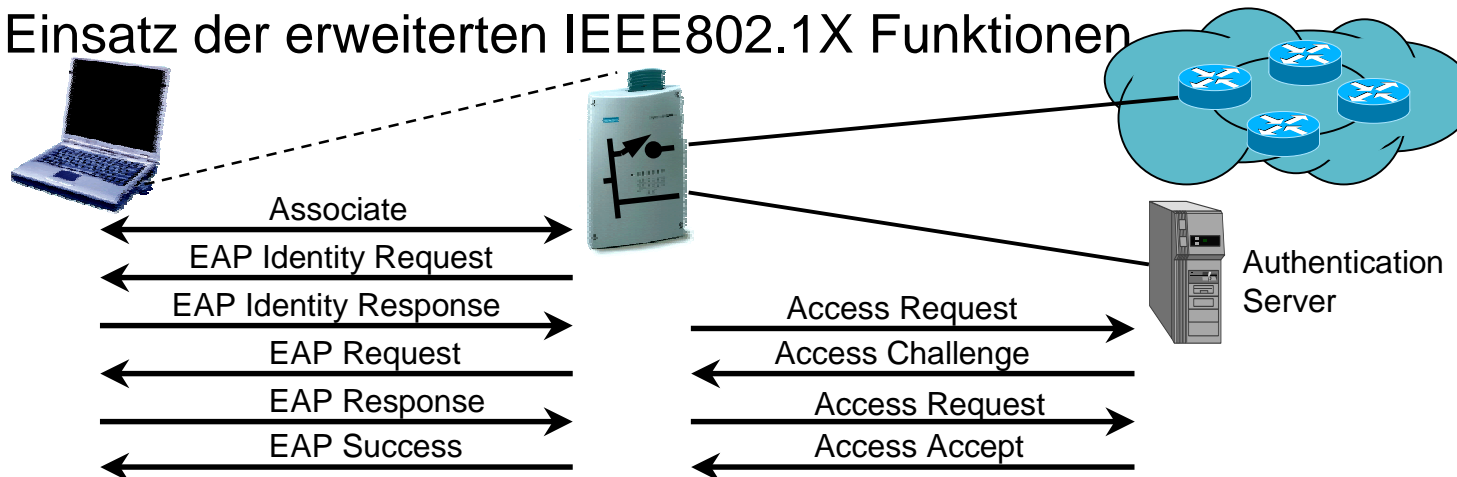 Einsatz der erweiterten IEEE802.1X Funktionen
Associate
EAP Identity Request
EAP Identity Response
EAP Request
EAP Response
EAP Success
Access Request
Access Challenge
Access Request
Access Accept
Authentication
Server